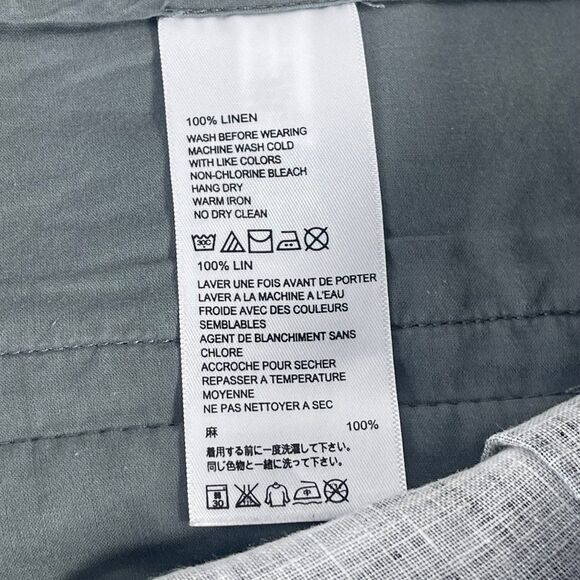 100% LINEN
WASH BEFORE WEARING
MACHINE WASH COLD
WITH LIKE COLORS
NON-CHLORINE BLEACH
HANG DRY
WARM IRON
NO DRY CLEAN
30C
100% LIN
LAVER UNE FOIS AVANT DE PORTER
LAVER A LA MACHINE A L'EAU
FROIDE AVEC DES COULEURS
SEMBLABLES
AGENT DE BLANCHIMENT SANS
CHLORE
ACCROCHE POUR SECHER
REPASSER A TEMPERATURE
MOYENNE
NE PAS NETTOYER A SEC
麻 100%
着用する前に一度洗濯して下さい。
同じ色物と一緒に洗って下さい。
30 中